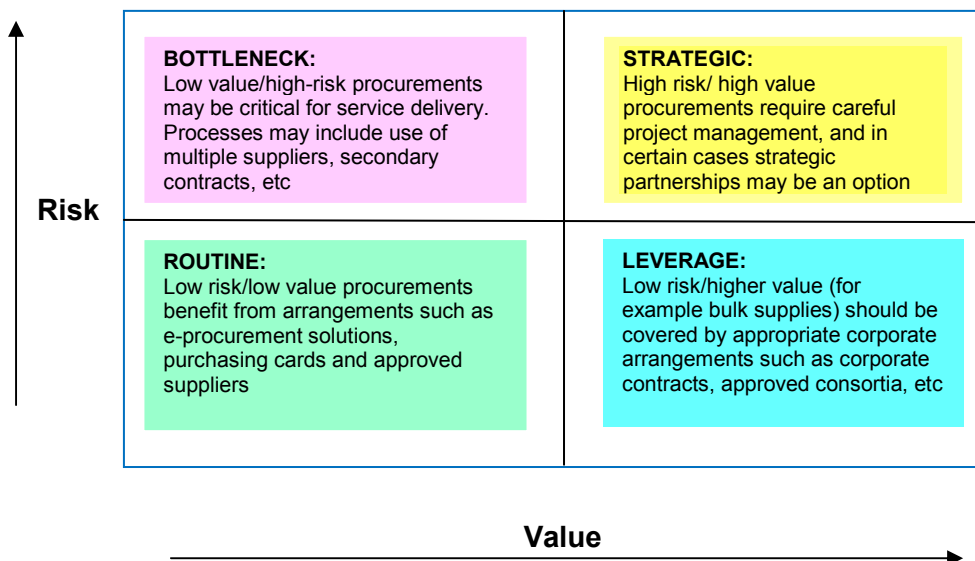 BOTTLENECK:
Low value/high-risk procurements
may be critical for service delivery.
Processes may include use of
multiple suppliers, secondary
contracts, etc
STRATEGIC:
High risk/ high value
procurements require careful
project management, and in
certain cases strategic
partnerships may be an option
Risk
ROUTINE:
Low risk/low value procurements
benefit from arrangements such as
e-procurement solutions,
purchasing cards and approved
suppliers
LEVERAGE:
Low risk/higher value (for
example bulk supplies) should be
covered by appropriate corporate
arrangements such as corporate
contracts, approved consortia, etc
Value